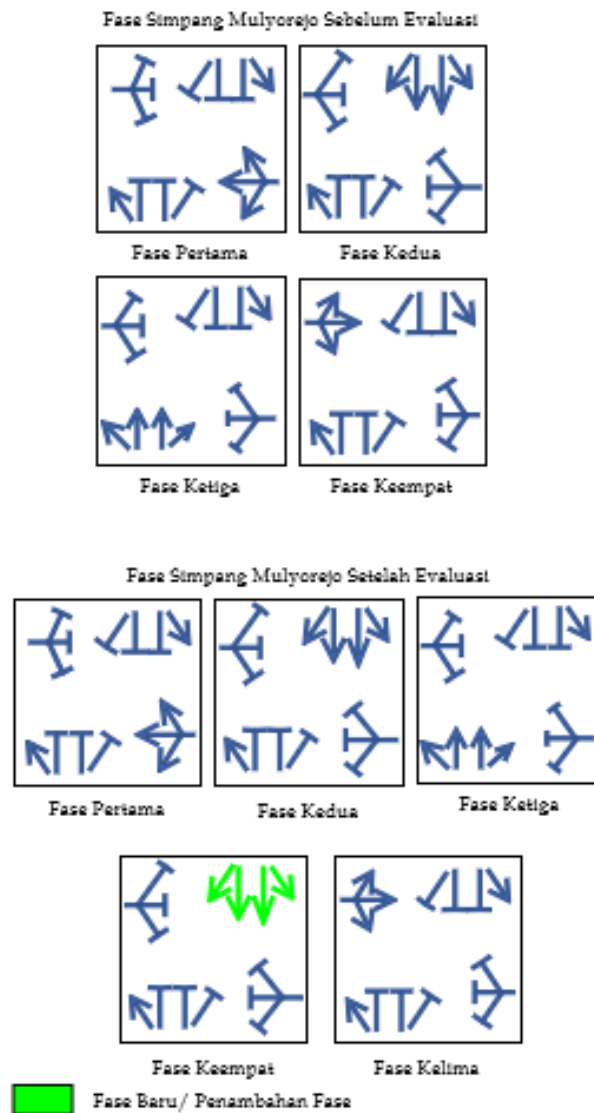 Fase Simpang Mulyorejo Sebelum Evaluasi
Fase Pertama
Fase Kedua
Fase Ketiga
Fase Keempat
Fase Simpang Mulyorejo Setelah Evaluasi
Fase Pertama
Fase Kedua
Fase Ketiga
Fase Keempat
Fase Kelima
Fase Baru/ Penambahan Fase